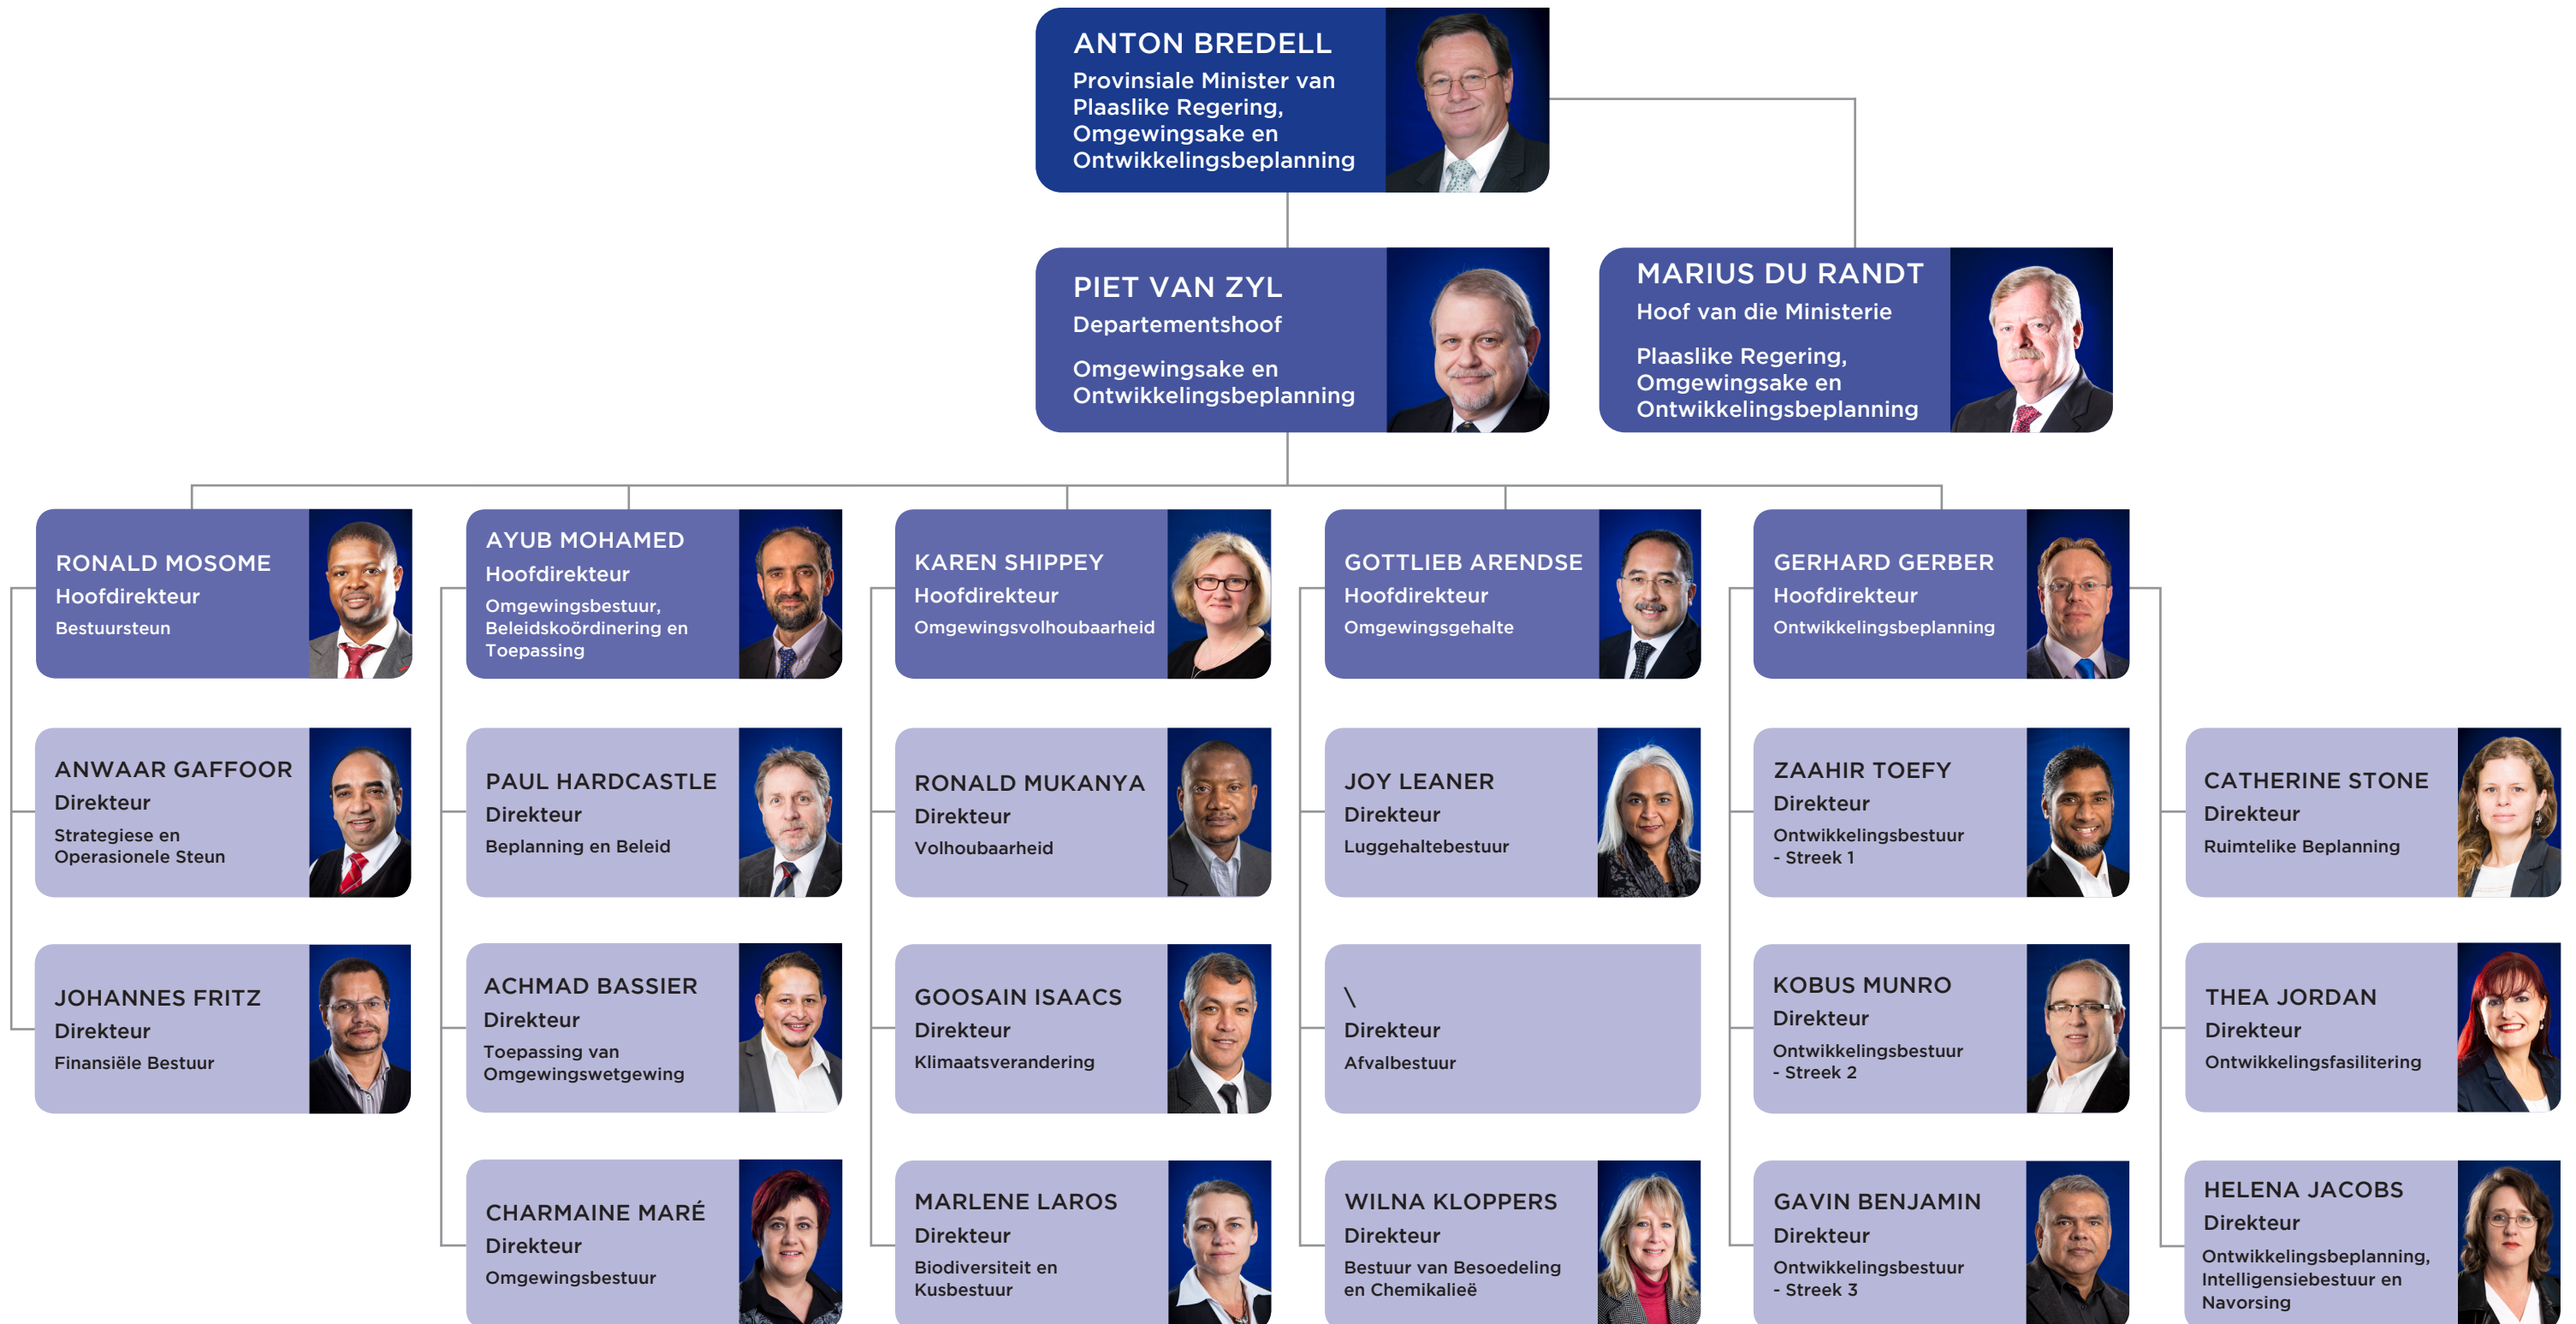 ANTON BREDELL
Provinsiale Minister van
Plaaslike Regering,
Omgewingsake en
Ontwikkelingsbeplanning
PIET VAN ZYL
Departementshoof
Omgewingsake en
Ontwikkelingsbeplanning
MARIUS DU RANDT
Hoof van die Ministerie
Plaaslike Regering,
Omgewingsake en
Ontwikkelingsbeplanning
RONALD MOSOME
Hoofdirekteur
Bestuursteun
AYUB MOHAMED
Hoofdirekteur
Omgewingsbestuur,
Beleidskoördinering en
Toepassing
KAREN SHIPPEY
Hoofdirekteur
Omgewingsvolhoubaarheid
GOTTLIEB ARENDSE
Hoofdirekteur
Omgewingsgehalte
GERHARD GERBER
Hoofdirekteur
Ontwikkelingsbeplanning
ANWAAR GAFFOOR
Direkteur
Strategiese en
Operasionele Steun
PAUL HARDCASTLE
Direkteur
Beplanning en Beleid
RONALD MUKANYA
Direkteur
Volhoubaarheid
JOY LEANER
Direkteur
Luggehaltebestuur
ZAAHIR TOEFY
Direkteur
Ontwikkelingsbestuur
- Streek 1
CATHERINE STONE
Direkteur
Ruimtelike Beplanning
JOHANNES FRITZ
Direkteur
Finansiële Bestuur
ACHMAD BASSIER
Direkteur
Toepassing van
Omgewingswetgewing
GOOSAIN ISAACS
Direkteur
Klimaatsverandering
\
Direkteur
Afvalbestuur
KOBUS MUNRO
Direkteur
Ontwikkelingsbestuur
- Streek 2
THEA JORDAN
Direkteur
Ontwikkelingsfasilitering
CHARMAINE MARÉ
Direkteur
Omgewingsbestuur
MARLENE LAROS
Direkteur
Biodiversiteit en
Kusbestuur
WILNA KLOPPERS
Direkteur
Bestuur van Besoedeling
en Chemikalieë
GAVIN BENJAMIN
Direkteur
Ontwikkelingsbestuur
- Streek 3
HELENA JACOBS
Direkteur
Ontwikkelingsbeplanning,
Intelligensiebestuur en
Navorsing